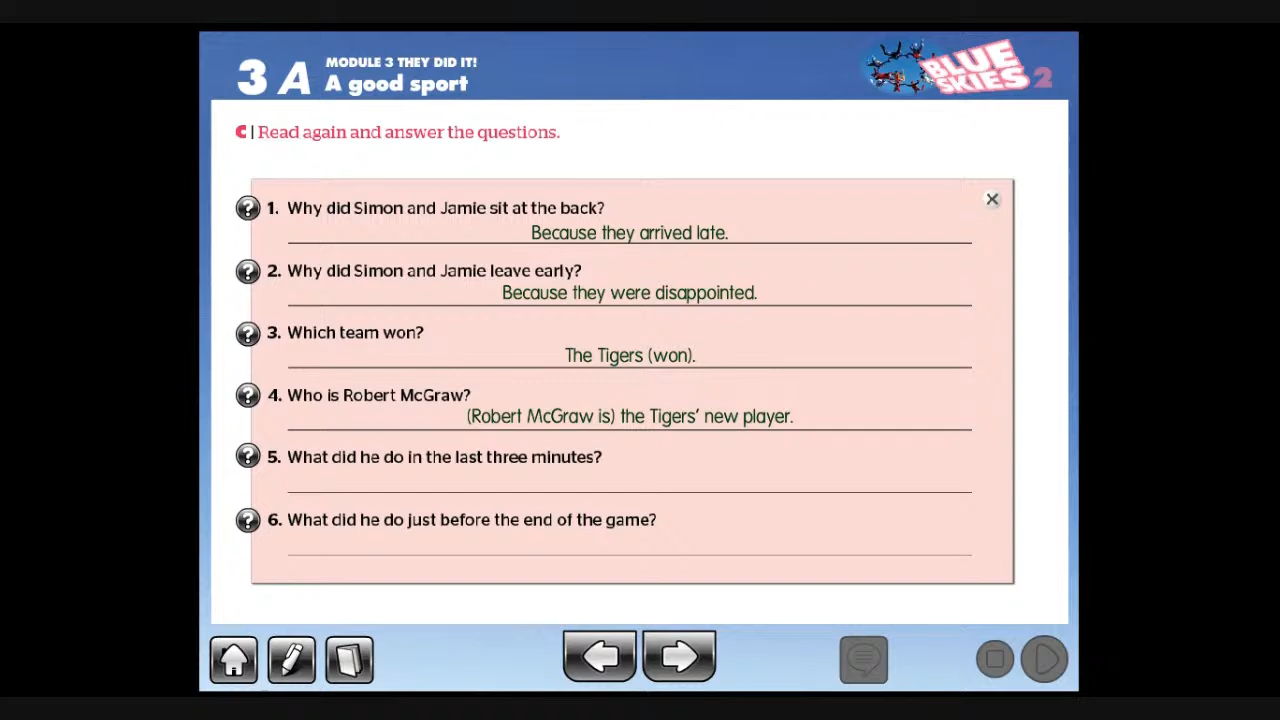 3 A
MODULE 3 THEY DID IT!
A good sport
BLUE
SKIES 2
C | Read again and answer the questions.
1. Why did Simon and Jamie sit at the back?
Because they arrived late.
2. Why did Simon and Jamie leave early?
Because they were disappointed.
3. Which team won?
The Tigers (won).
4. Who is Robert McGraw?
(Robert McGraw is) the Tigers' new player.
5. What did he do in the last three minutes?
6. What did he do just before the end of the game?